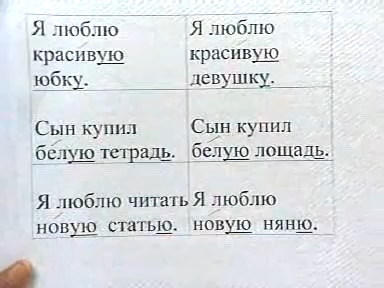 Я люблю
красивую
юбку.
Я люблю
красивую
девушку.
Сын купил
белую тетрадь.
Сын купил
белую лощадь.
Я люблю читать
новую статью.
Я люблю
новую няню.